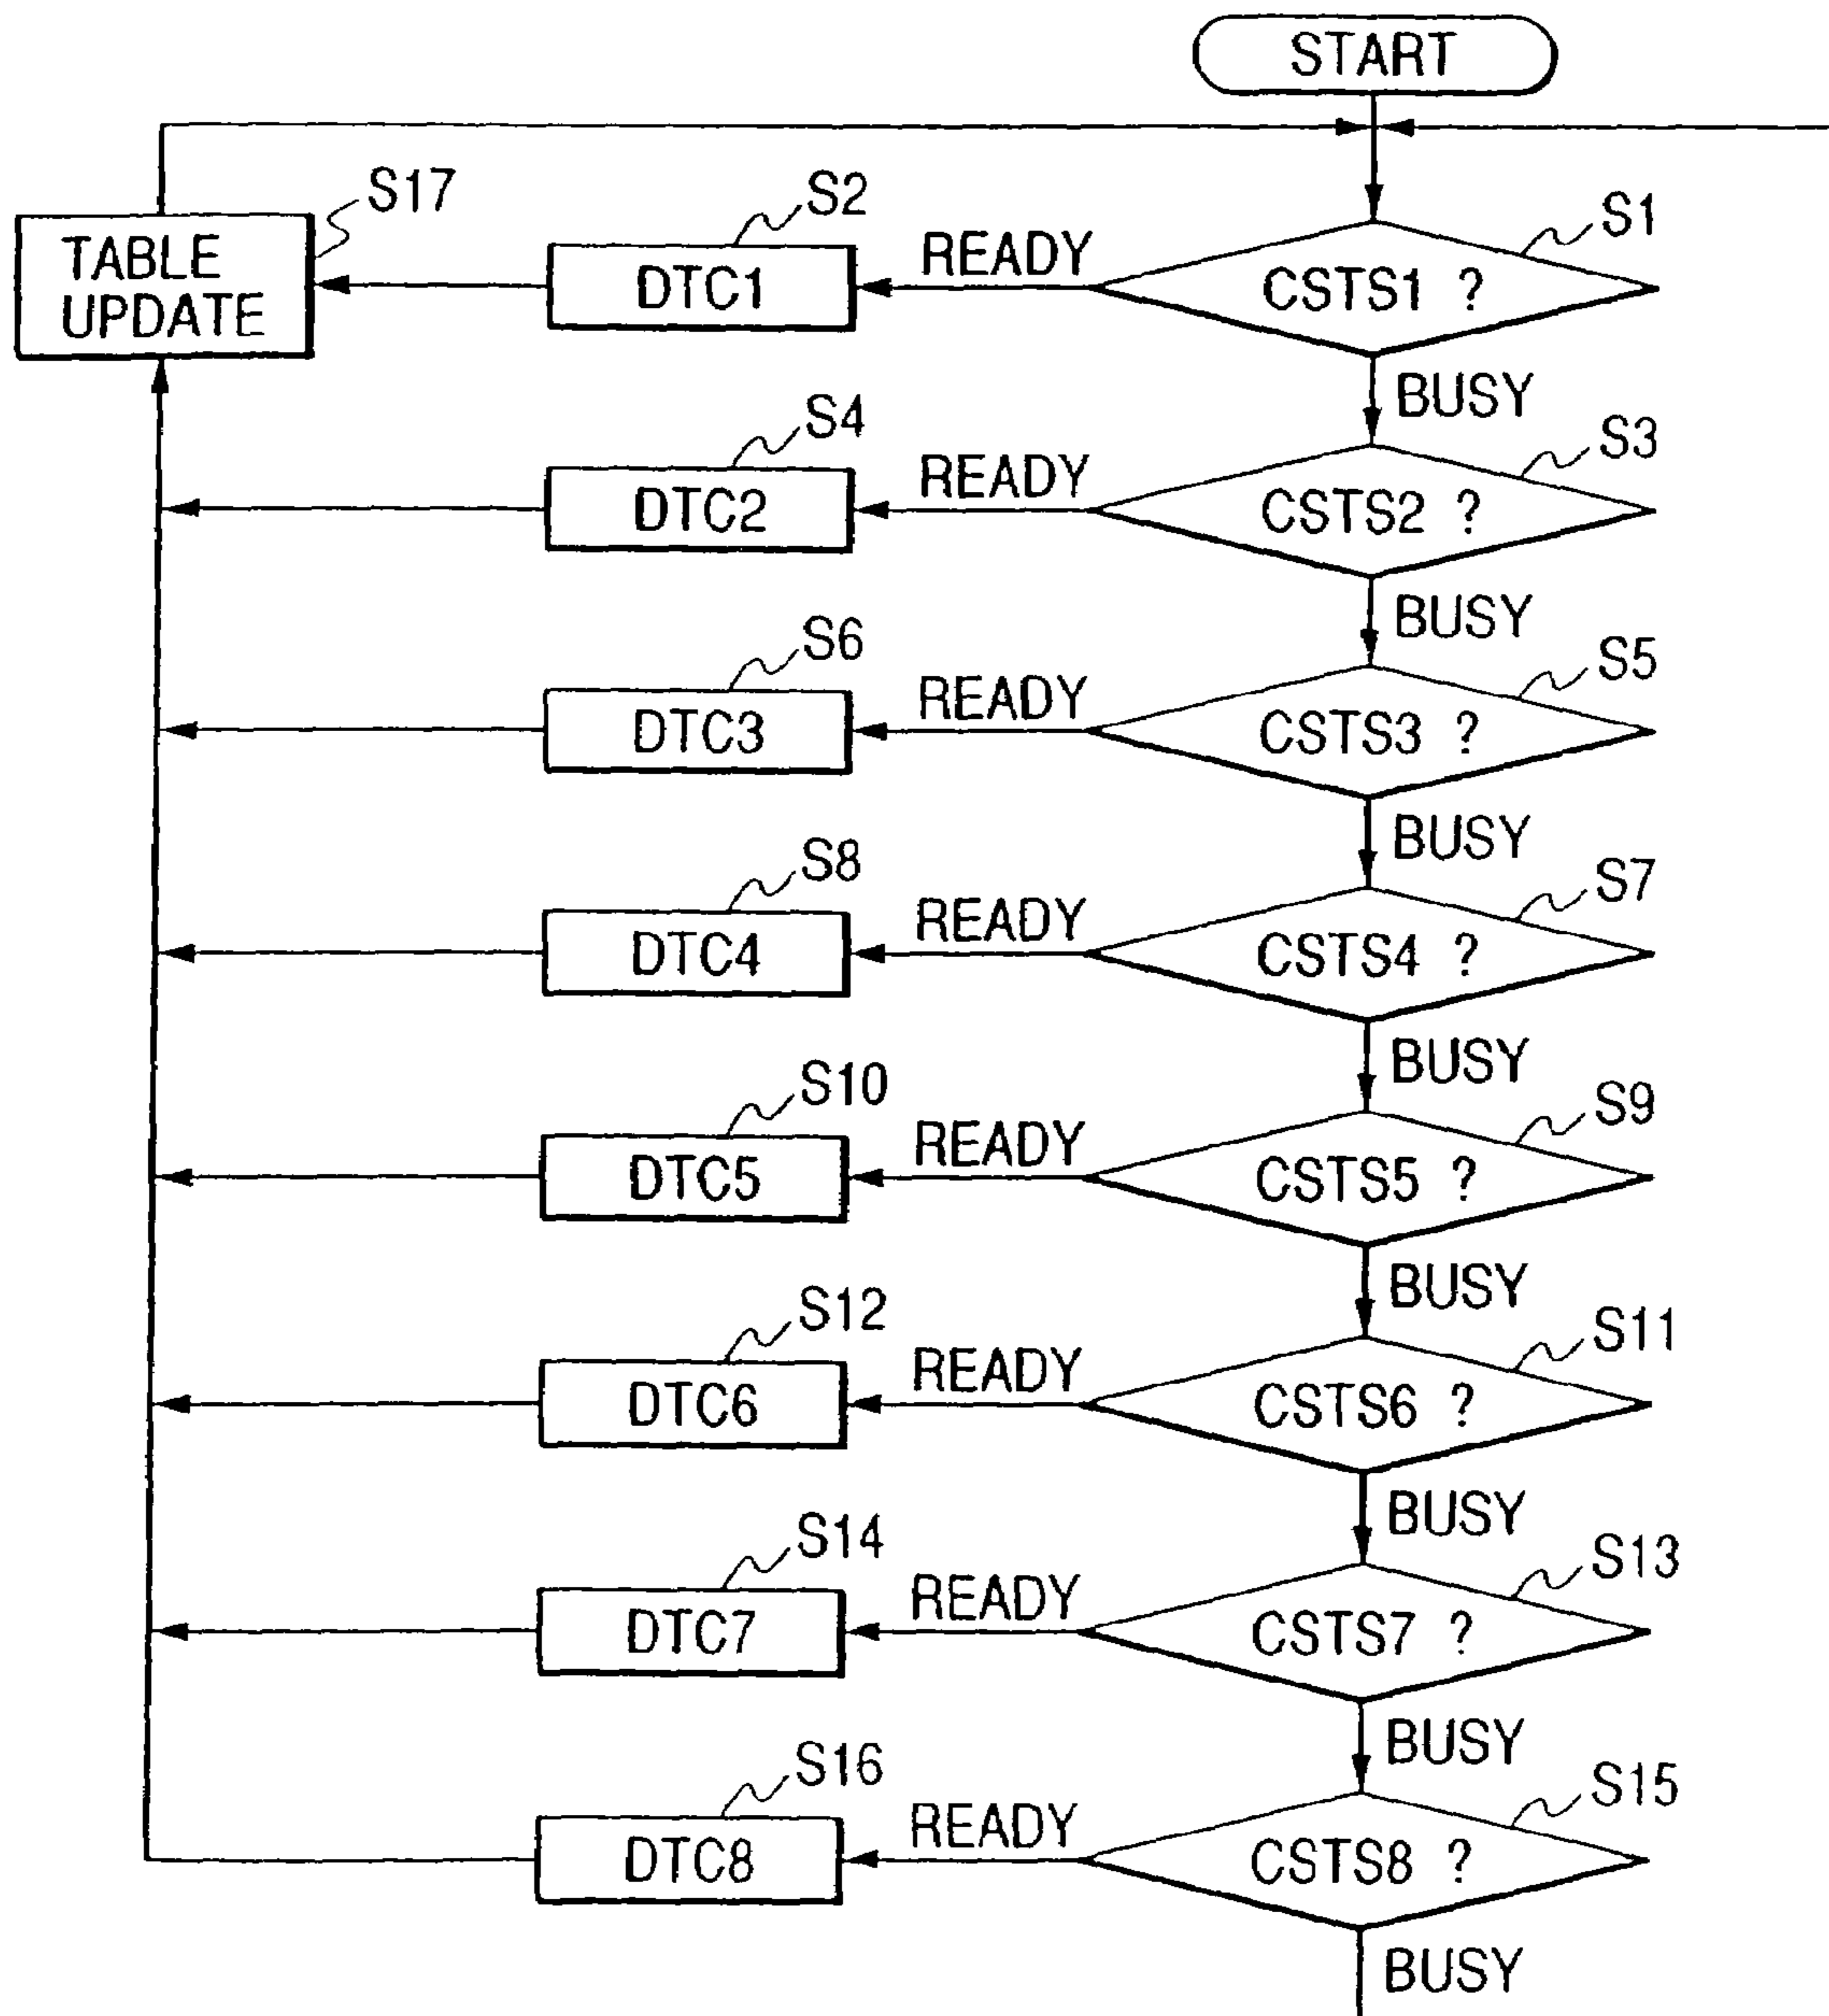 START
S17
S2
S1
TABLE
UPDATE
DTC1
READY
CSTS1 ?
BUSY
S4
S3
DTC2
READY
CSTS2 ?
BUSY
S6
S5
DTC3
READY
CSTS3 ?
BUSY
S8
S7
DTC4
READY
CSTS4 ?
BUSY
S10
S9
DTC5
READY
CSTS5 ?
BUSY
S12
S11
DTC6
READY
CSTS6 ?
BUSY
S14
S13
DTC7
READY
CSTS7 ?
BUSY
S16
S15
DTC8
READY
CSTS8 ?
BUSY